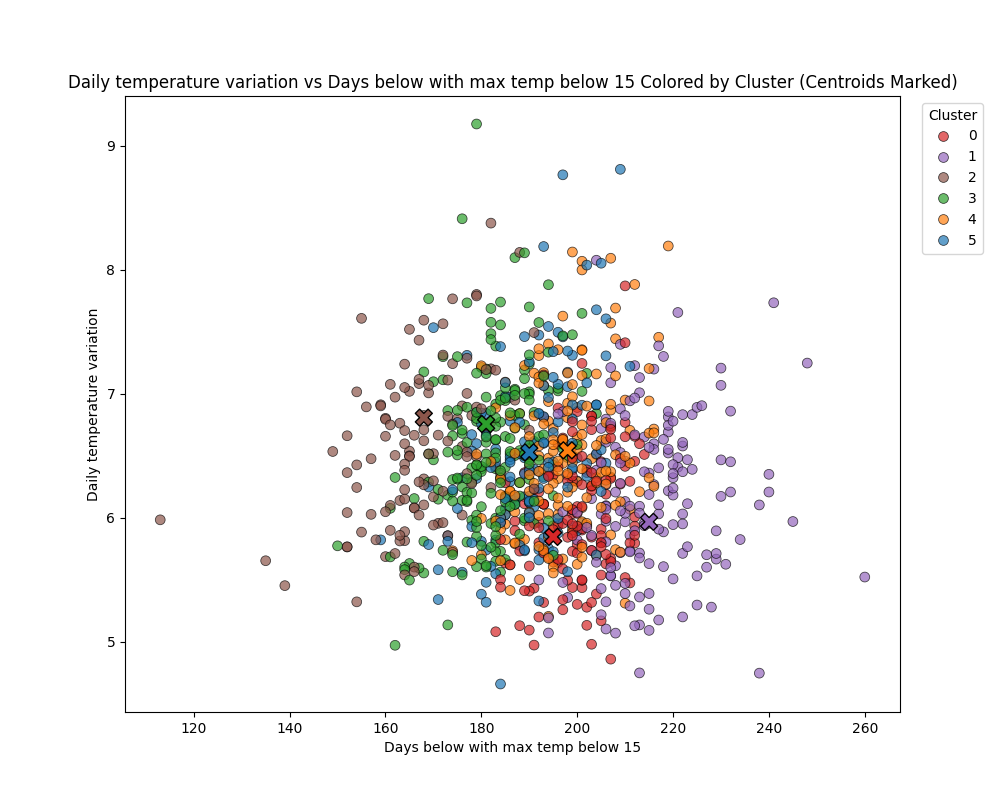 Daily temperature variation vs Days below with max temp below 15 Colored by Cluster (Centroids Marked)
Cluster
0
1
2
3
4
5
Daily temperature variation
9
8
7
6
5
120 140 160 180 200 220 240 260
Days below with max temp below 15